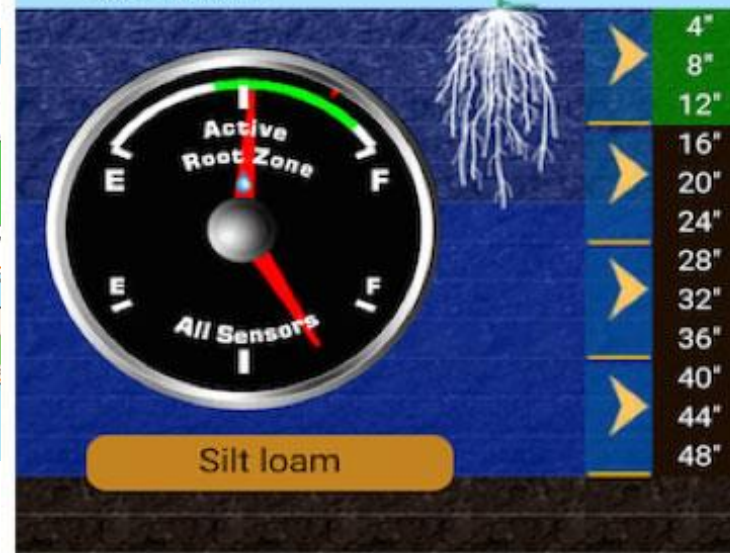 Active
Root Zone
E
F
E
F
All Sensors
Silt loam
4"
8"
12"
16"
20"
24"
28"
32"
36"
40"
44"
48"